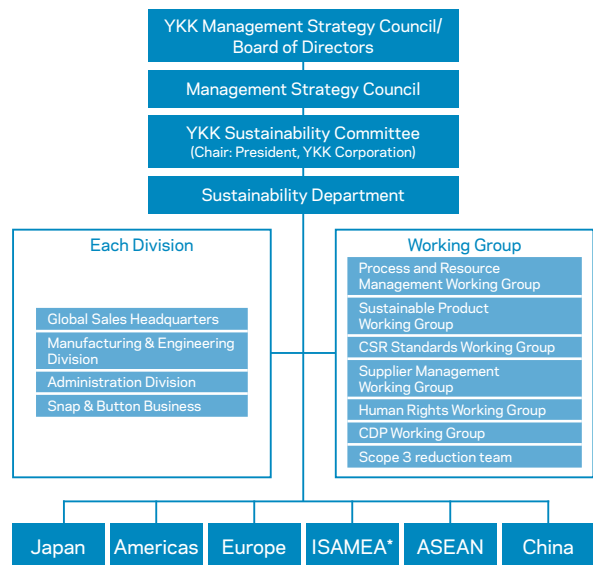 YKK Management Strategy Council/
Board of Directors
Management Strategy Council
YKK Sustainability Committee
(Chair: President, YKK Corporation)
Sustainability Department
Each Division
Global Sales Headquarters
Manufacturing & Engineering
Division
Administration Division
Snap & Button Business
Working Group
Process and Resource
Management Working Group
Sustainable Product
Working Group
CSR Standards Working Group
Supplier Management
Working Group
Human Rights Working Group
CDP Working Group
Scope 3 reduction team
Japan
Americas
Europe
ISAMEA*
ASEAN
China